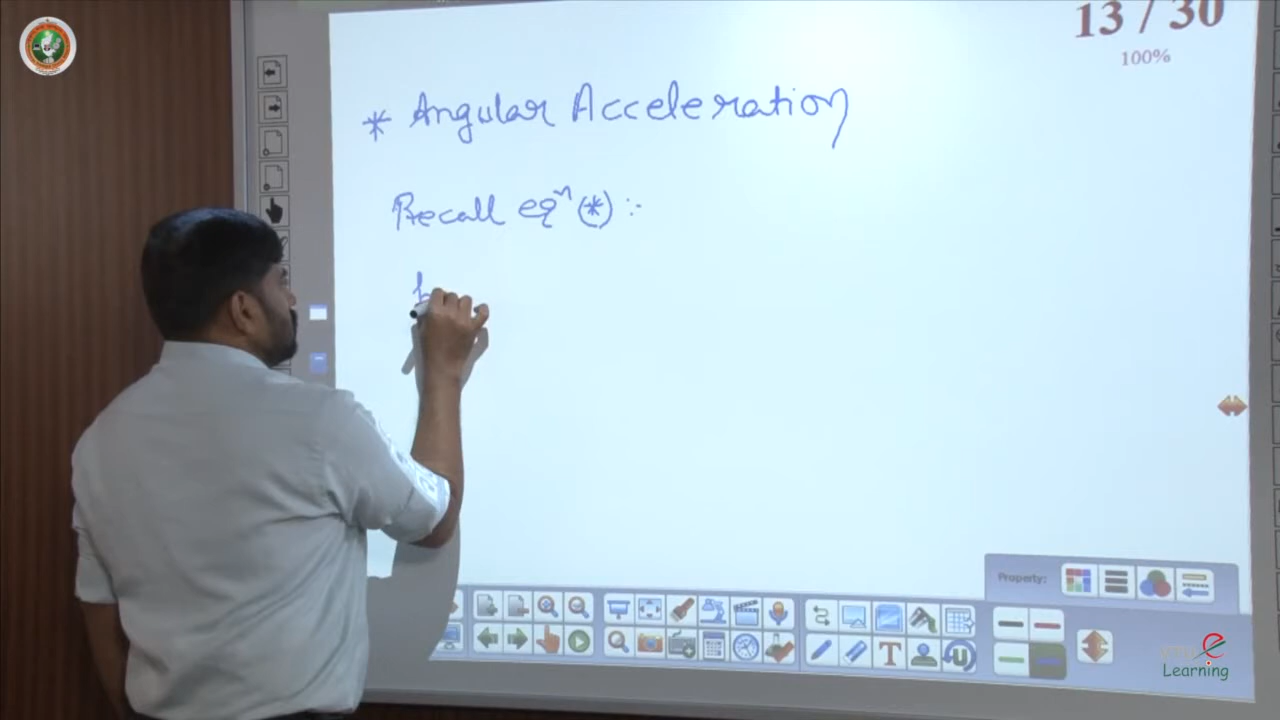 13 / 30
100%
* Angular Acceleration
Recall eqⁿ (*) :-
Property:
T
Learning